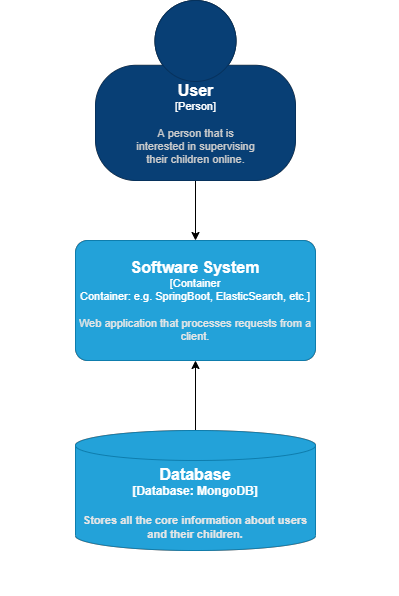 User
[Person]
A person that is
interested in supervising
their children online.
Software System
[Container
Container: e.g. SpringBoot, ElasticSearch, etc.]
Web application that processes requests from a
client.
Database
[Database: MongoDB]
Stores all the core information about users
and their children.